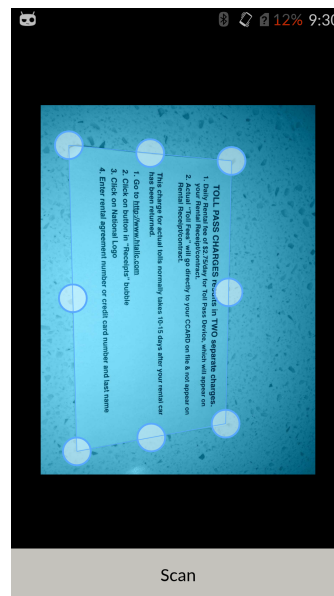 12% 9:30
TOLL PASS CHARGES results in TWO separate charges.
1. Daily Rental fee of $2.75/day for Toll Pass Device, which will appear on
your Rental Receipt/contract.
2. Actual "Toll Fees" will go directly to your CCARD on file & not appear on
Rental Receipt/contract.
This charge for actual tolls normally takes 10-15 days after your rental car
has been returned.
1. Go to http://www.htallc.com
2. Click on button in "Receipts" bubble
3. Click on National Logo
4. Enter rental agreement number or credit card number and last name
Scan